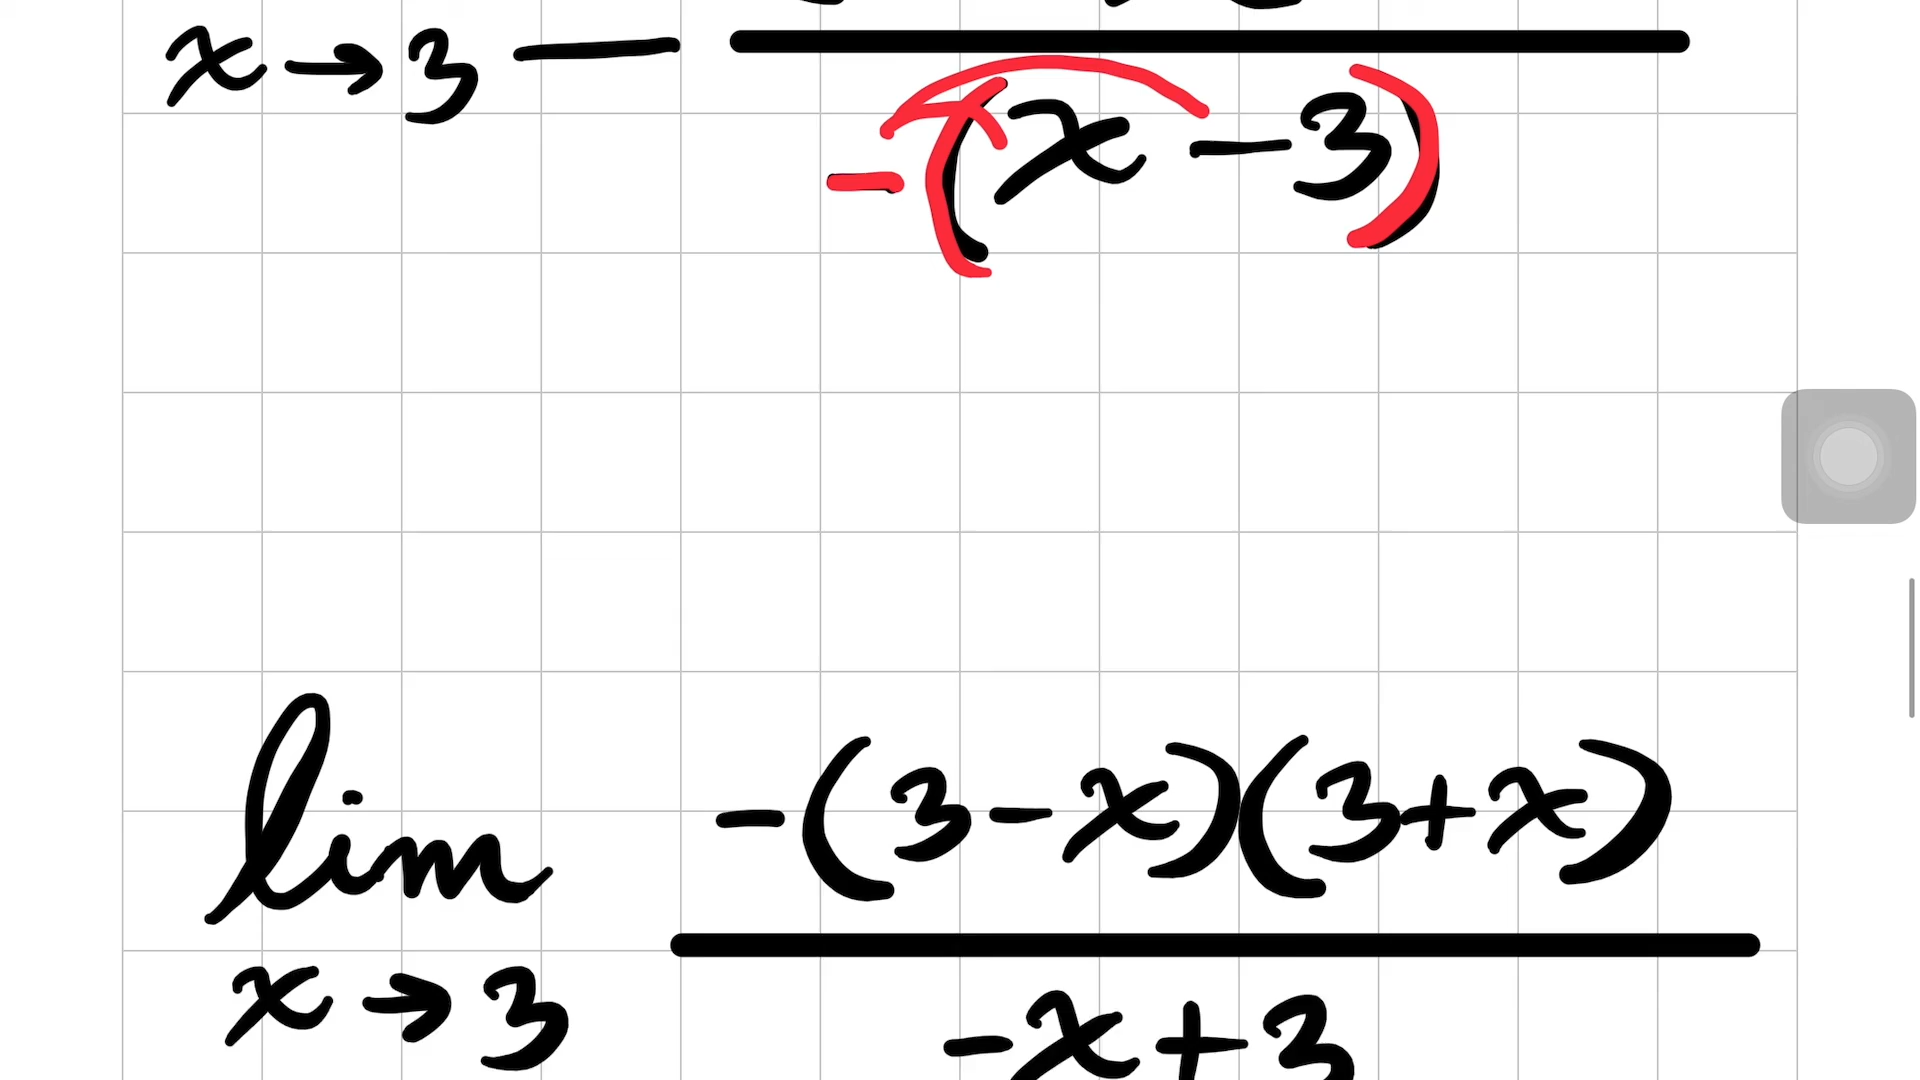 x → 3 —
-(x - 3)
lim -(3 - x)(3 + x)
x → 3 -x + 3